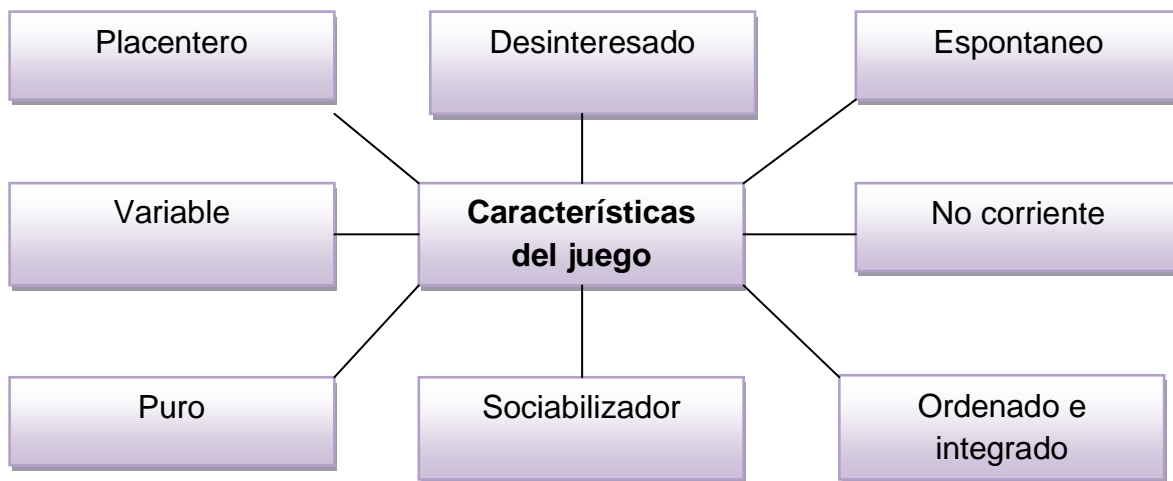 Placentero
Desinteresado
Espontaneo
Variable
Características
del juego
No corriente
Puro
Sociabilizador
Ordenado e
integrado